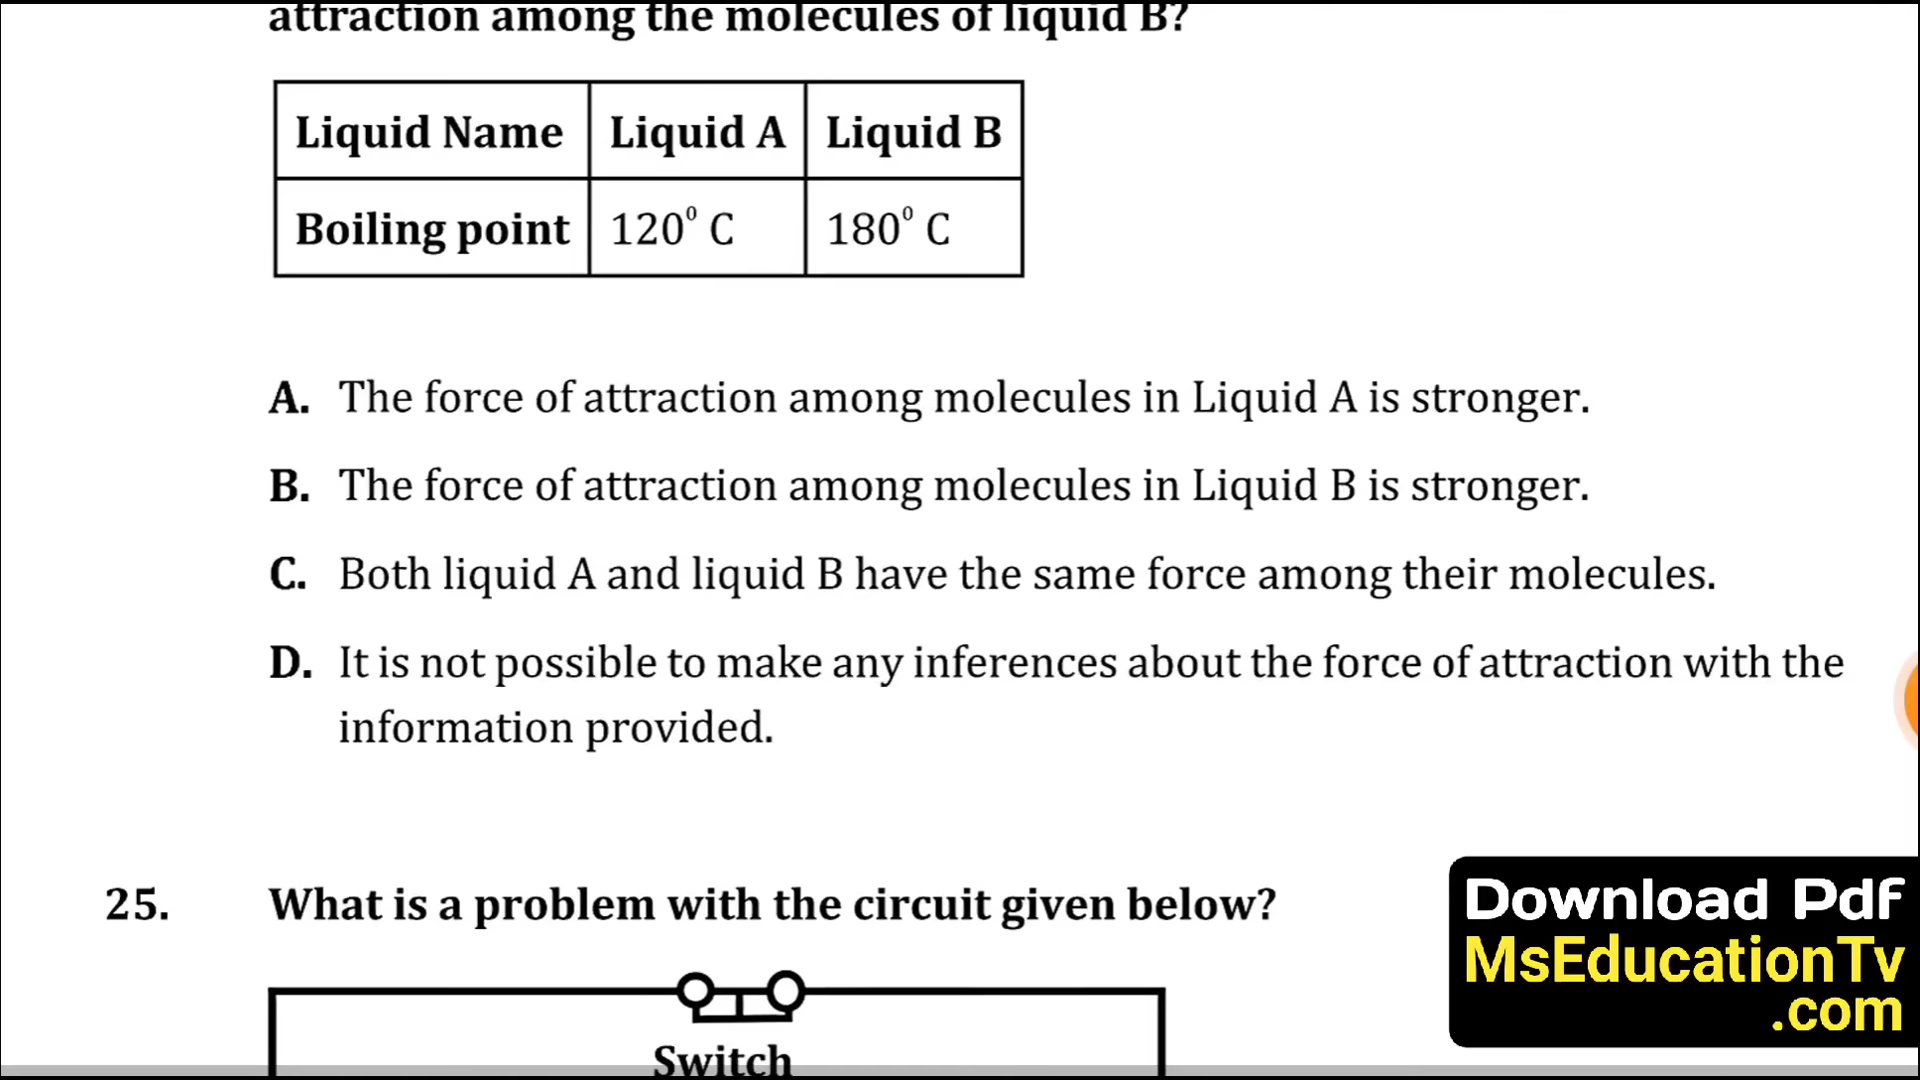 attraction among the molecules of liquid B?
Liquid Name Liquid A Liquid B
Boiling point 120⁰ C 180⁰ C
A. The force of attraction among molecules in Liquid A is stronger.
B. The force of attraction among molecules in Liquid B is stronger.
C. Both liquid A and liquid B have the same force among their molecules.
D. It is not possible to make any inferences about the force of attraction with the
information provided.
25. What is a problem with the circuit given below?
Switch
Download Pdf
MsEducationTv
.com